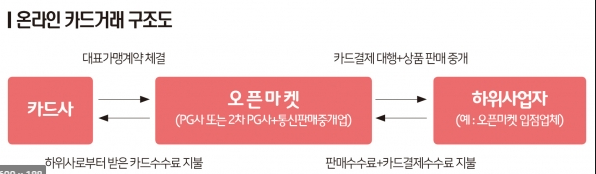 온라인 카드거래 구조도
대표가맹계약 체결
카드결제 대행+상품 판매 중개
카드사
오픈마켓
(PG사 또는 2차 PG사+통신판매중개업)
하위사업자
(예 : 오픈마켓 입점업체)
하위사로부터 받은 카드수수료 지불
판매수수료+카드결제수수료 지불